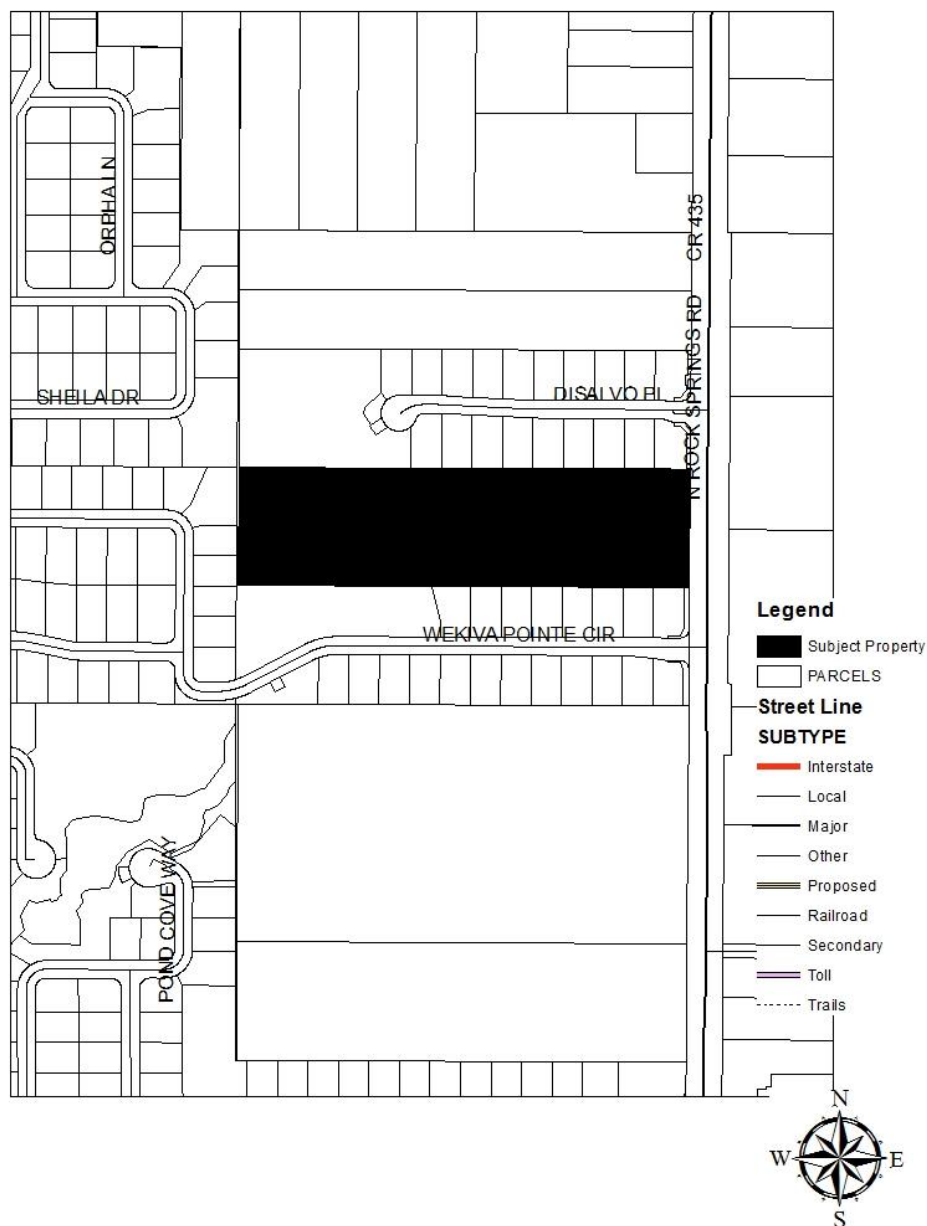 ORPHA LN
CR 435
N ROCK SPRINGS RD
SHEILA DR
DISALVO PL
WEKIVA POINTE CIR
POND COVE WAY
Legend
Subject Property
PARCELS
Street Line
SUBTYPE
Interstate
Local
Major
Other
Proposed
Railroad
Secondary
Toll
Trails
N
W E
S